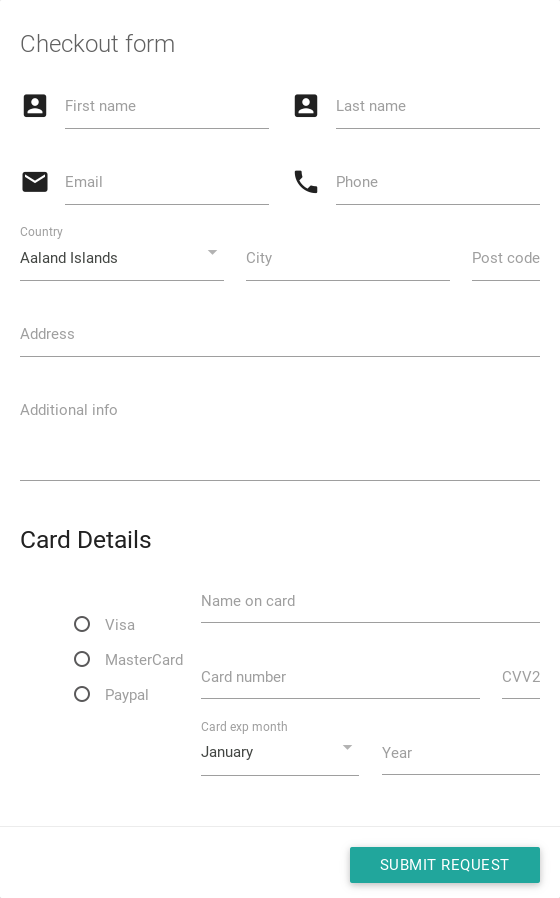 Checkout form
First name
Last name
Email
Phone
Country
Aaland Islands
City
Post code
Address
Additional info
Card Details
Visa
MasterCard
Paypal
Name on card
Card number
CVV2
Card exp month
January
Year
SUBMIT REQUEST